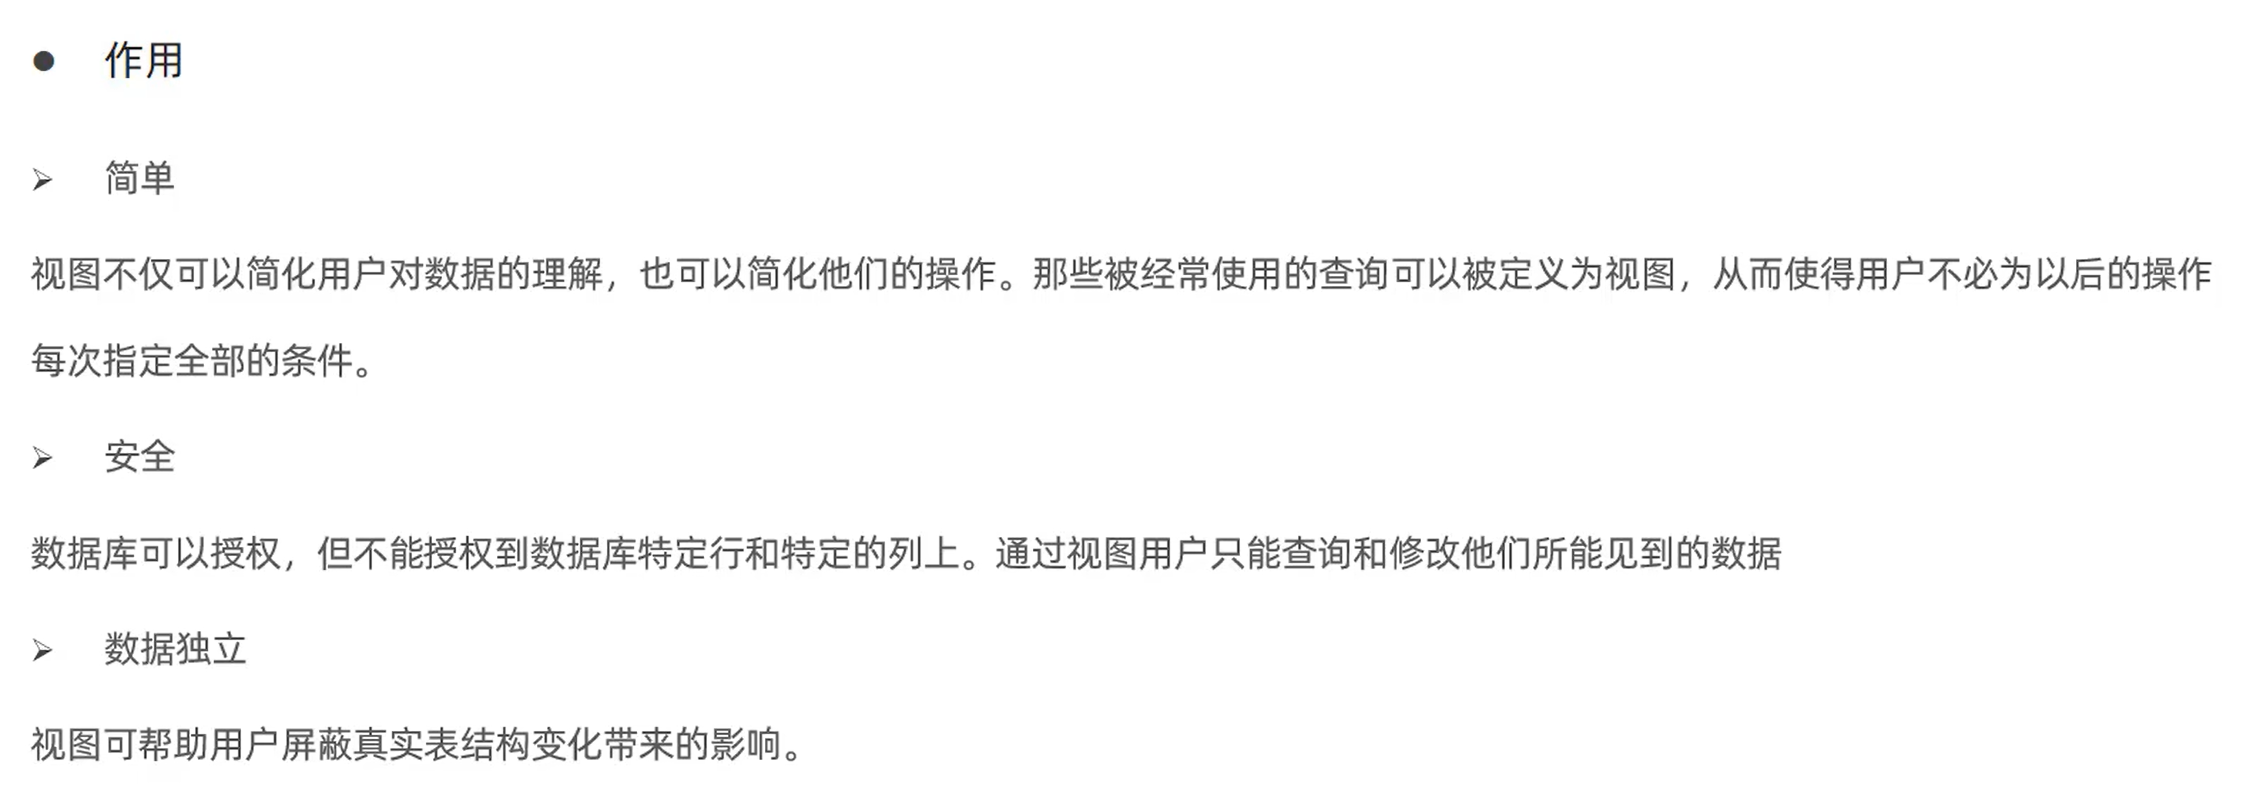 ● 作用
➢ 简单
视图不仅可以简化用户对数据的理解，也可以简化他们的操作。那些被经常使用的查询可以被定义为视图，从而使得用户不必为以后的操作
每次指定全部的条件。
➢ 安全
数据库可以授权，但不能授权到数据库特定行和特定的列上。通过视图用户只能查询和修改他们所能见到的数据
➢ 数据独立
视图可帮助用户屏蔽真实表结构变化带来的影响。